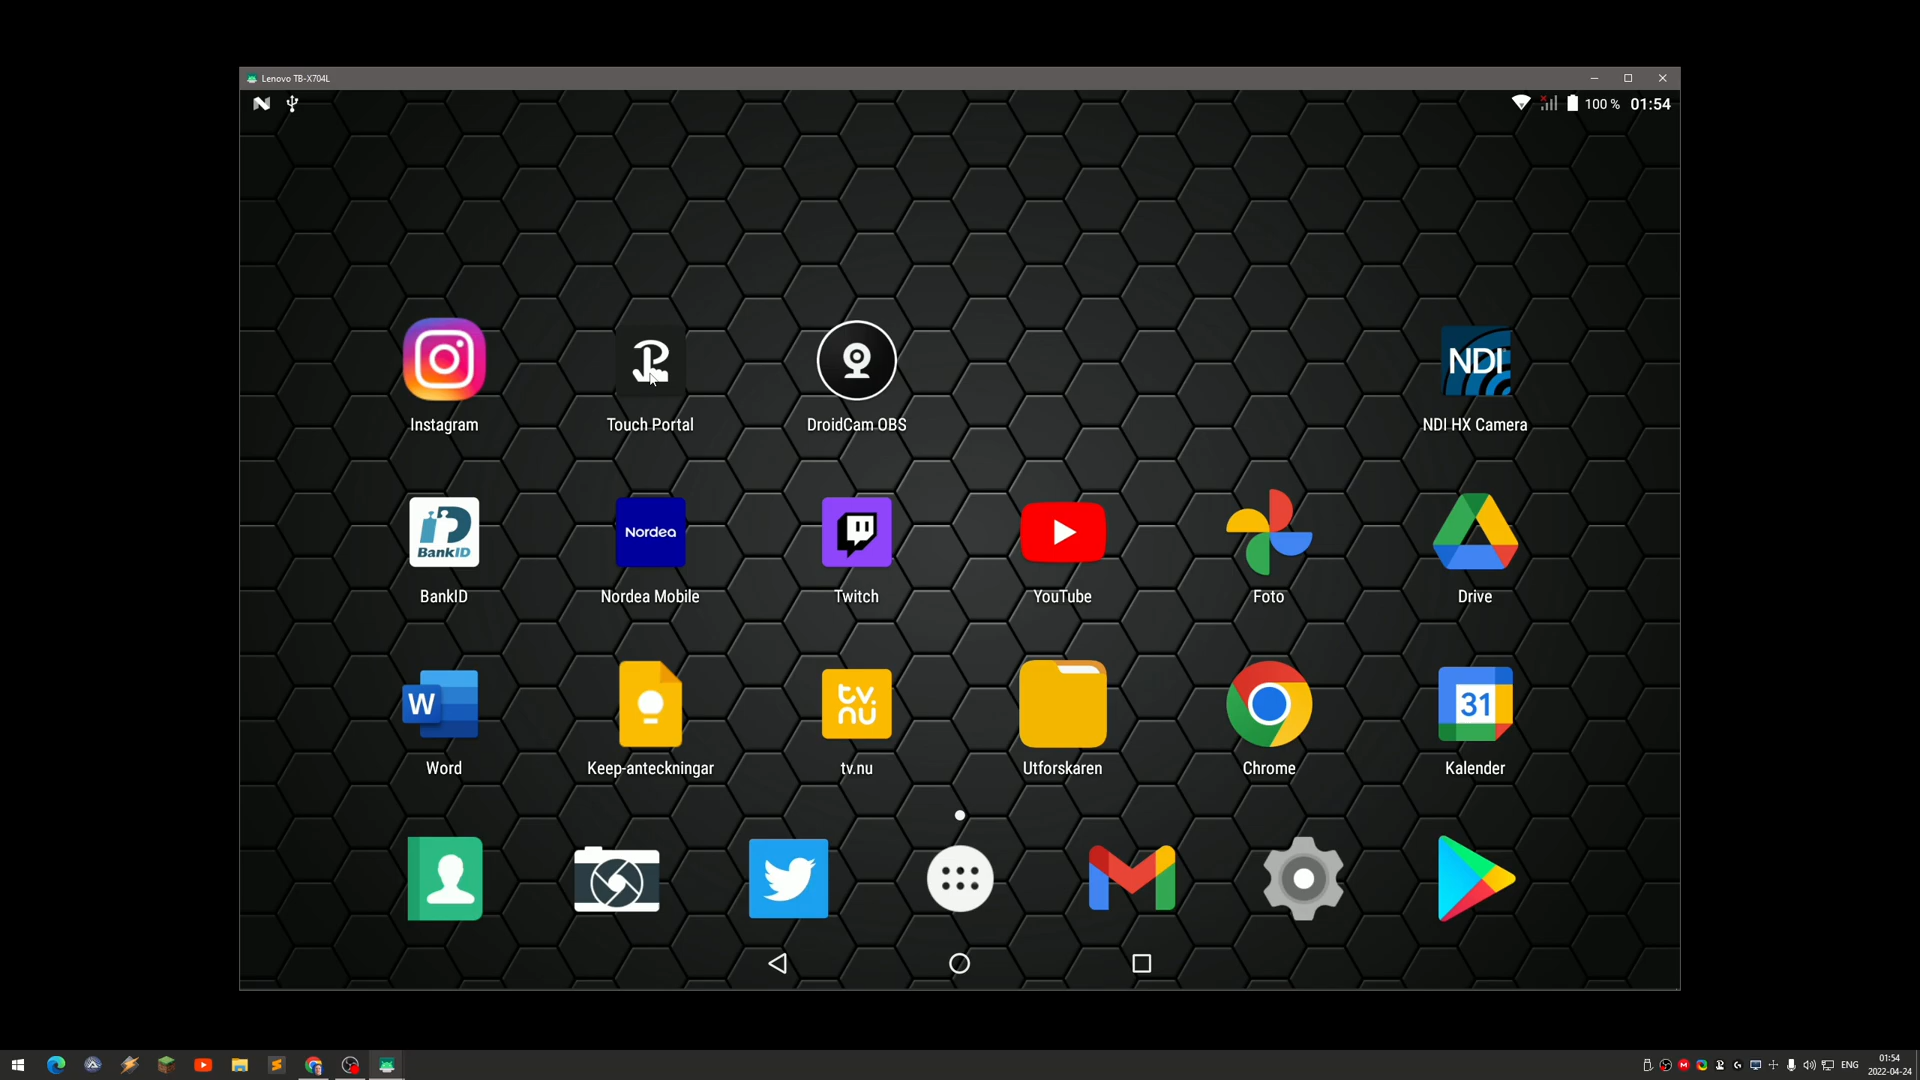 Lenovo TB-X704L
100 % 01:54
Instagram
Touch Portal
DroidCam OBS
NDI
NDI HX Camera
BankID
BankID
Nordea
Nordea Mobile
Twitch
YouTube
Foto
Drive
W
Word
Keep-anteckningar
tv.nu
tv.nu
Utforskaren
Chrome
31
Kalender
ENG
01:54
2022-04-24